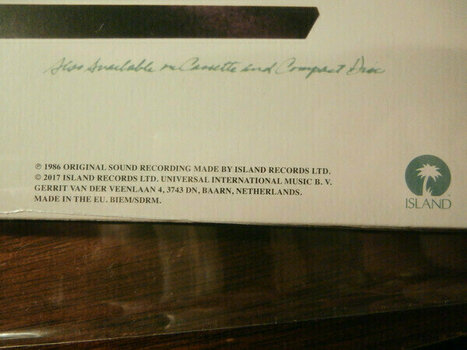 Also Available on Cassette and Compact Disc
℗ 1986 ORIGINAL SOUND RECORDING MADE BY ISLAND RECORDS LTD.
© 2017 ISLAND RECORDS LTD. UNIVERSAL INTERNATIONAL MUSIC B. V.
GERRIT VAN DER VEENLAAN 4, 3743 DN, BAARN, NETHERLANDS.
MADE IN THE EU. BIEM/SDRM.
ISLAND